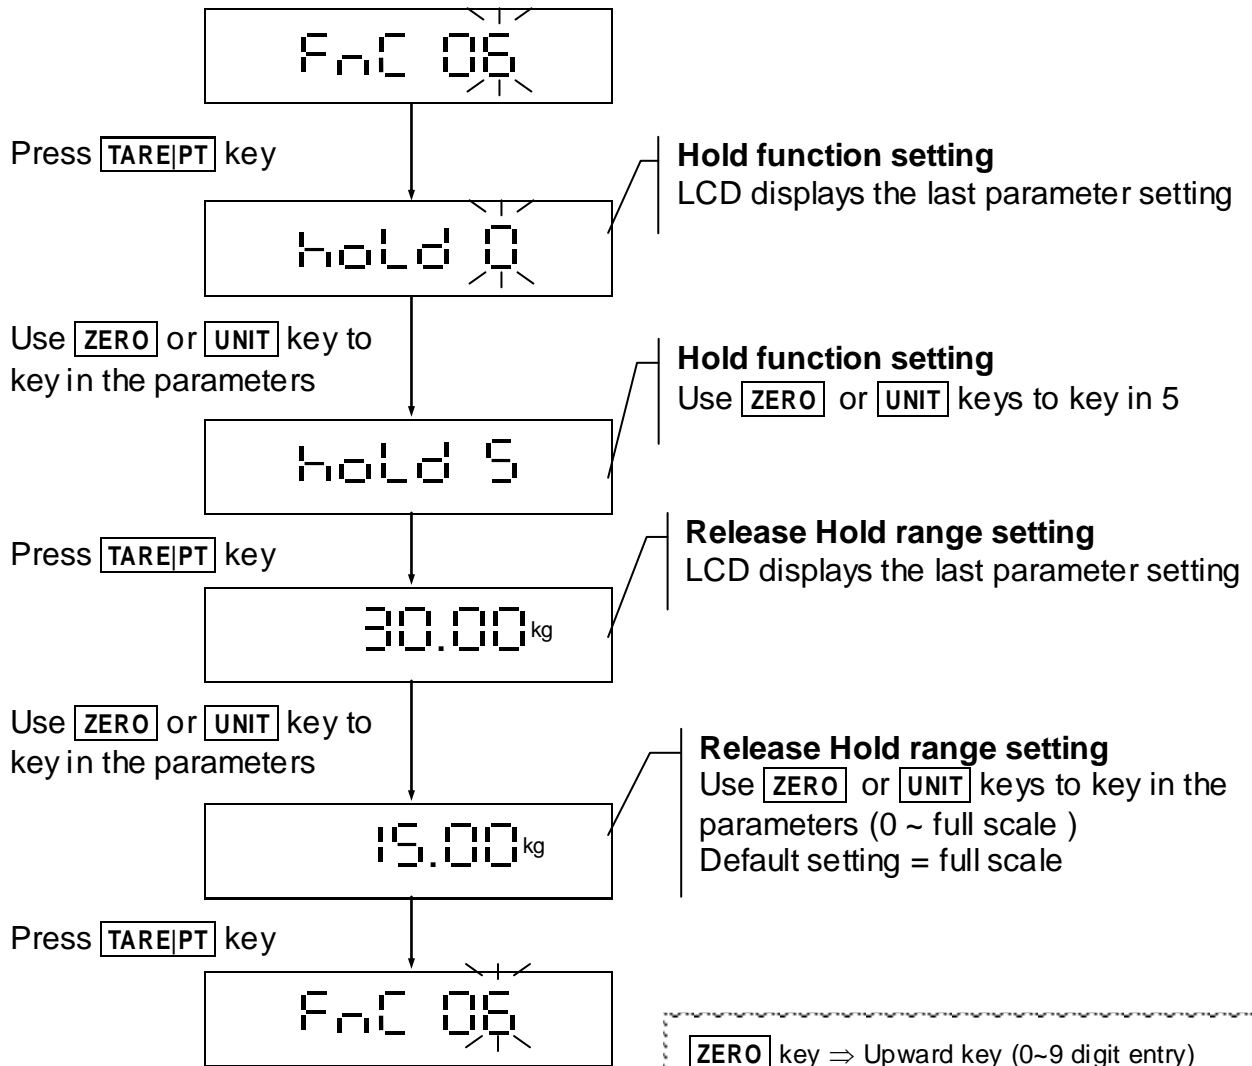 FnC 06
Press TARE|PT key
Hold function setting
LCD displays the last parameter setting
hoLd 0
Use ZERO or UNIT key to
key in the parameters
Hold function setting
Use ZERO or UNIT keys to key in 5
hoLd 5
Press TARE|PT key
Release Hold range setting
LCD displays the last parameter setting
30.00 kg
Use ZERO or UNIT key to
key in the parameters
Release Hold range setting
Use ZERO or UNIT keys to key in the
parameters (0 ~ full scale )
Default setting = full scale
15.00 kg
Press TARE|PT key
FnC 06
ZERO key ⇒ Upward key (0~9 digit entry)